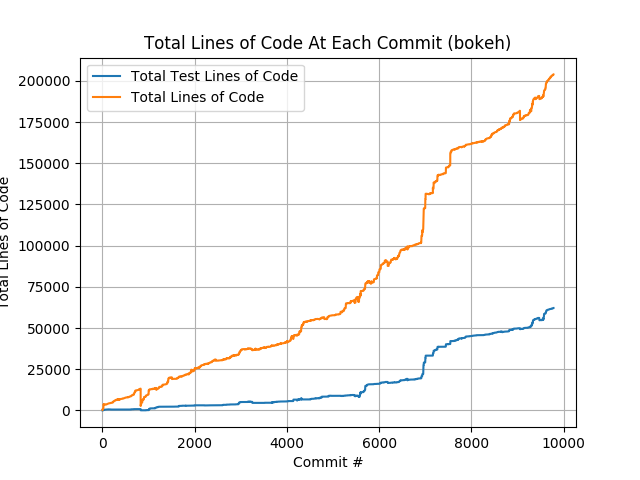 Total Lines of Code At Each Commit (bokeh)
Total Test Lines of Code
Total Lines of Code
200000
175000
150000
125000
100000
75000
50000
25000
0
Total Lines of Code
0 2000 4000 6000 8000 10000
Commit #